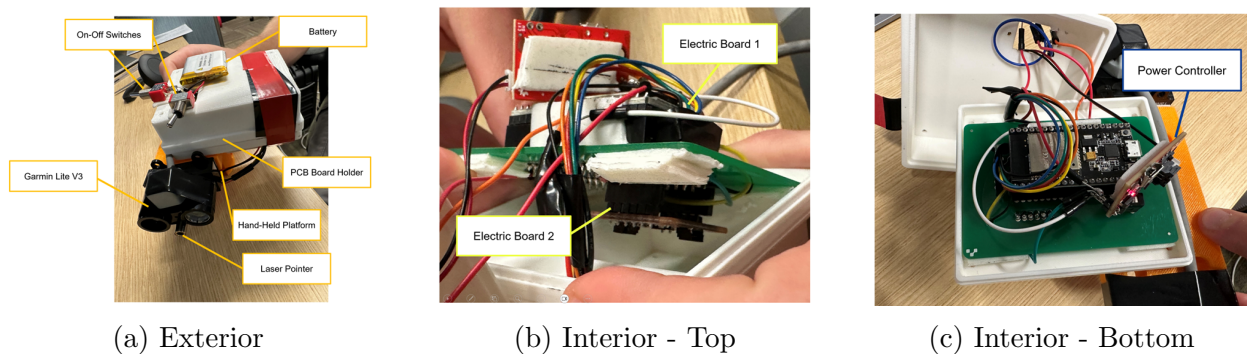 On-Off Switches
Battery
Garmin Lite V3
PCB Board Holder
Hand-Held Platform
Laser Pointer
(a) Exterior
Electric Board 1
Electric Board 2
(b) Interior - Top
Power Controller
(c) Interior - Bottom